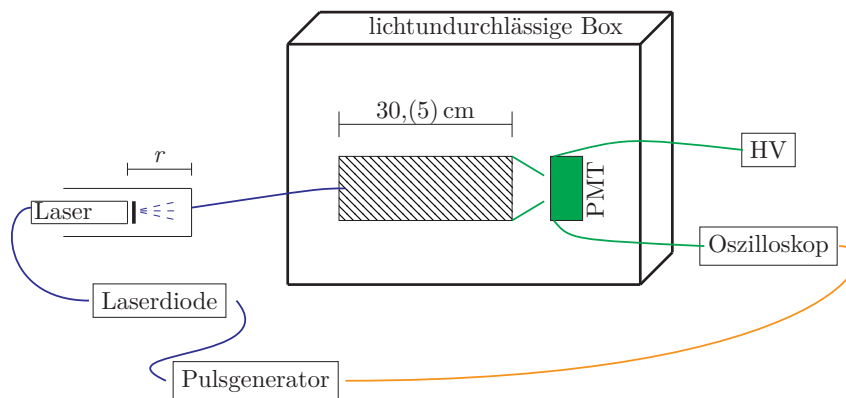 lichtundurchlässige Box
30,(5) cm
r
HV
PMT
Laser
Oszilloskop
Laserdiode
Pulsgenerator